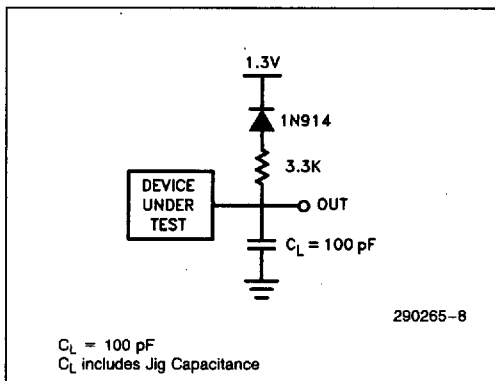 1.3V
1N914
3.3K
DEVICE
UNDER
TEST
OUT
C_L = 100 pF
290265-8
C_L = 100 pF
C_L includes Jig Capacitance